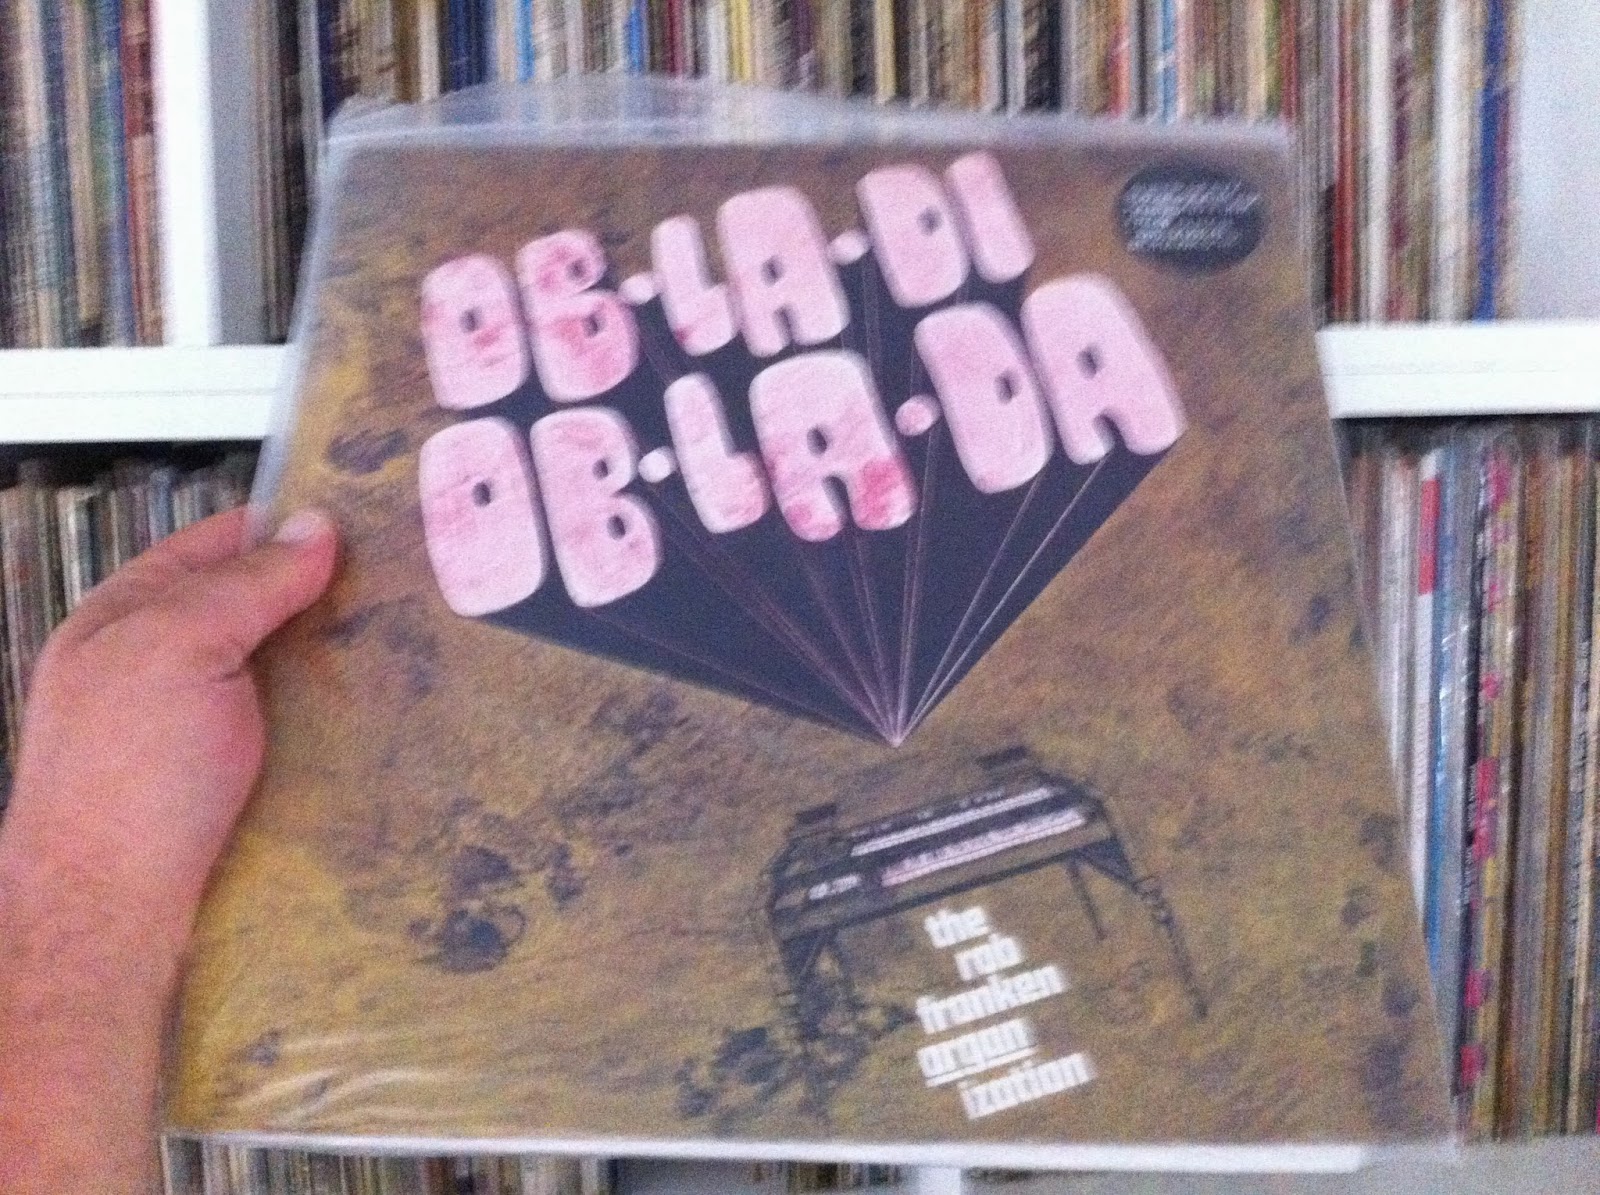 OB·LA·DI
OB·LA·DA
the
rob
franken
organ
ization